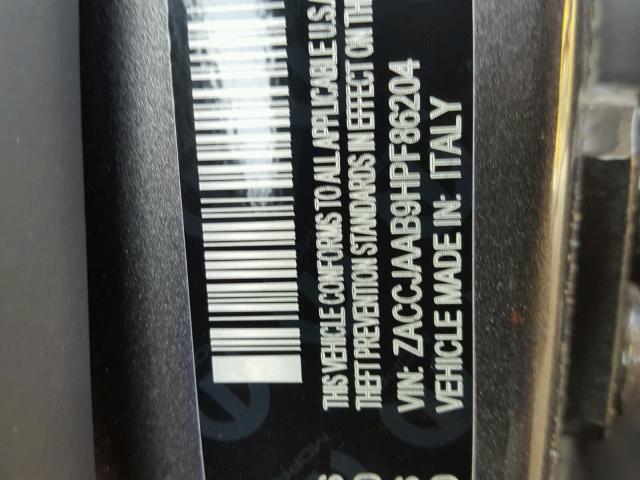 THIS VEHICLE CONFORMS TO ALL APPLICABLE U.S.A
THEFT PREVENTION STANDARDS IN EFFECT ON THE
VIN: ZACCJAAB9HPF86204
VEHICLE MADE IN: ITALY